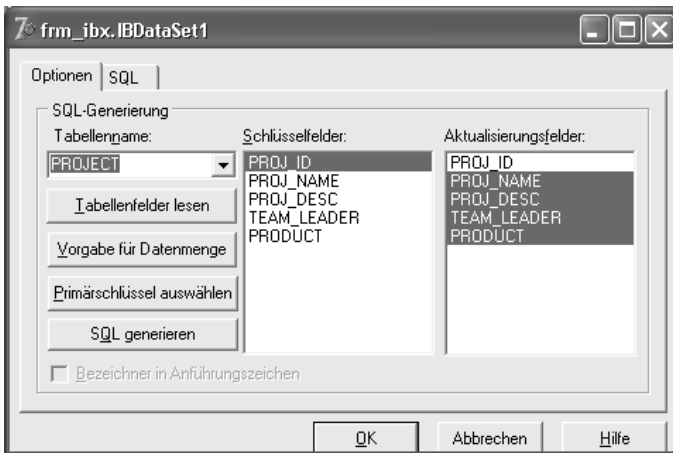 frm_ibx.IBDataSet1
Optionen
SQL
SQL-Generierung
Tabellenname:
PROJECT
Tabellenfelder lesen
Vorgabe für Datenmenge
Primärschlüssel auswählen
SQL generieren
Schlüsselfelder:
PROJ_ID
PROJ_NAME
PROJ_DESC
TEAM_LEADER
PRODUCT
Aktualisierungsfelder:
PROJ_ID
PROJ_NAME
PROJ_DESC
TEAM_LEADER
PRODUCT
Bezeichner in Anführungszeichen
OK
Abbrechen
Hilfe